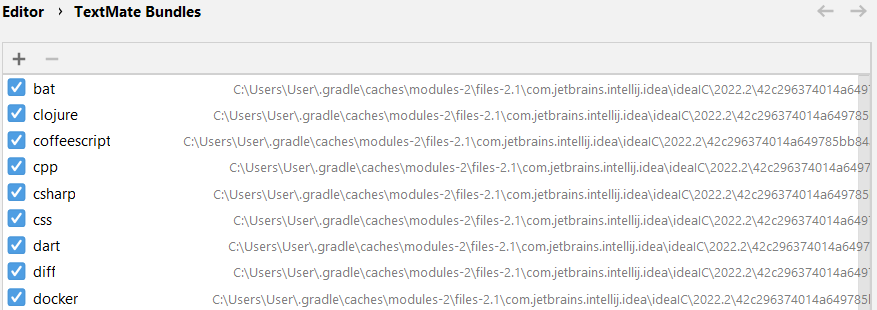 Editor › TextMate Bundles
bat C:\Users\User\.gradle\caches\modules-2\files-2.1\com.jetbrains.intellij.idea\ideaIC\2022.2\42c296374014a6497
clojure C:\Users\User\.gradle\caches\modules-2\files-2.1\com.jetbrains.intellij.idea\ideaIC\2022.2\42c296374014a649785
coffeescript C:\Users\User\.gradle\caches\modules-2\files-2.1\com.jetbrains.intellij.idea\ideaIC\2022.2\42c296374014a649785bb84
cpp C:\Users\User\.gradle\caches\modules-2\files-2.1\com.jetbrains.intellij.idea\ideaIC\2022.2\42c296374014a6497
csharp C:\Users\User\.gradle\caches\modules-2\files-2.1\com.jetbrains.intellij.idea\ideaIC\2022.2\42c296374014a649785
css C:\Users\User\.gradle\caches\modules-2\files-2.1\com.jetbrains.intellij.idea\ideaIC\2022.2\42c296374014a6497
dart C:\Users\User\.gradle\caches\modules-2\files-2.1\com.jetbrains.intellij.idea\ideaIC\2022.2\42c296374014a6497
diff C:\Users\User\.gradle\caches\modules-2\files-2.1\com.jetbrains.intellij.idea\ideaIC\2022.2\42c296374014a6497
docker C:\Users\User\.gradle\caches\modules-2\files-2.1\com.jetbrains.intellij.idea\ideaIC\2022.2\42c296374014a649785